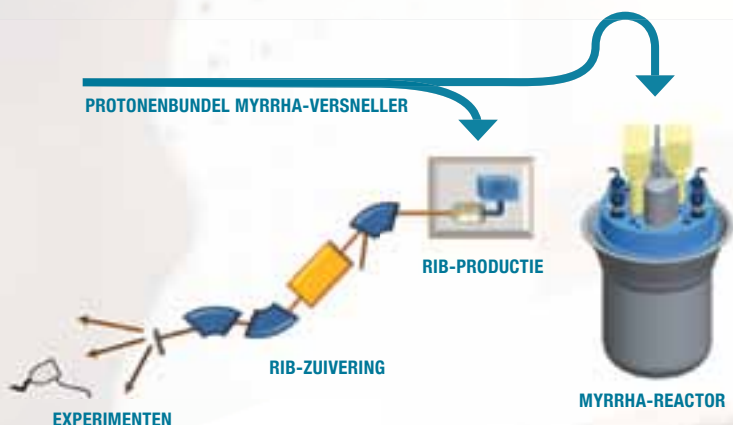 PROTONENBUNDEL MYRRHA-VERSNELLER
RIB-PRODUCTIE
RIB-ZUIVERING
MYRRHA-REACTOR
EXPERIMENTEN